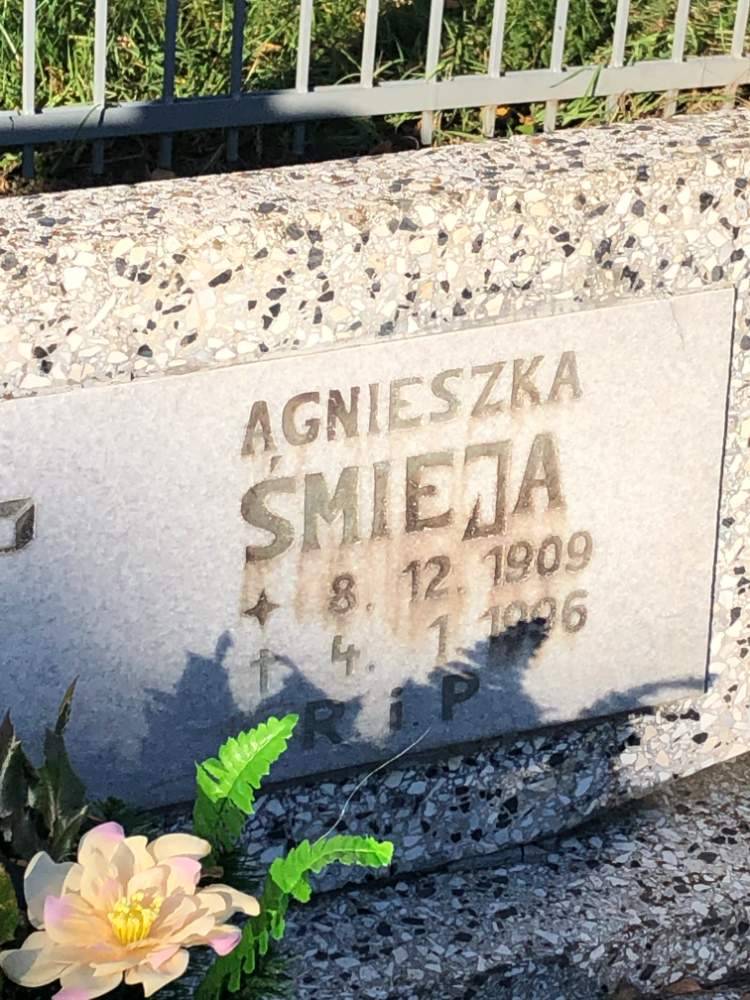 AGNIESZKA
ŚMIEJA
✦ 8. 12. 1909
† 4. 1. 1996
R i P